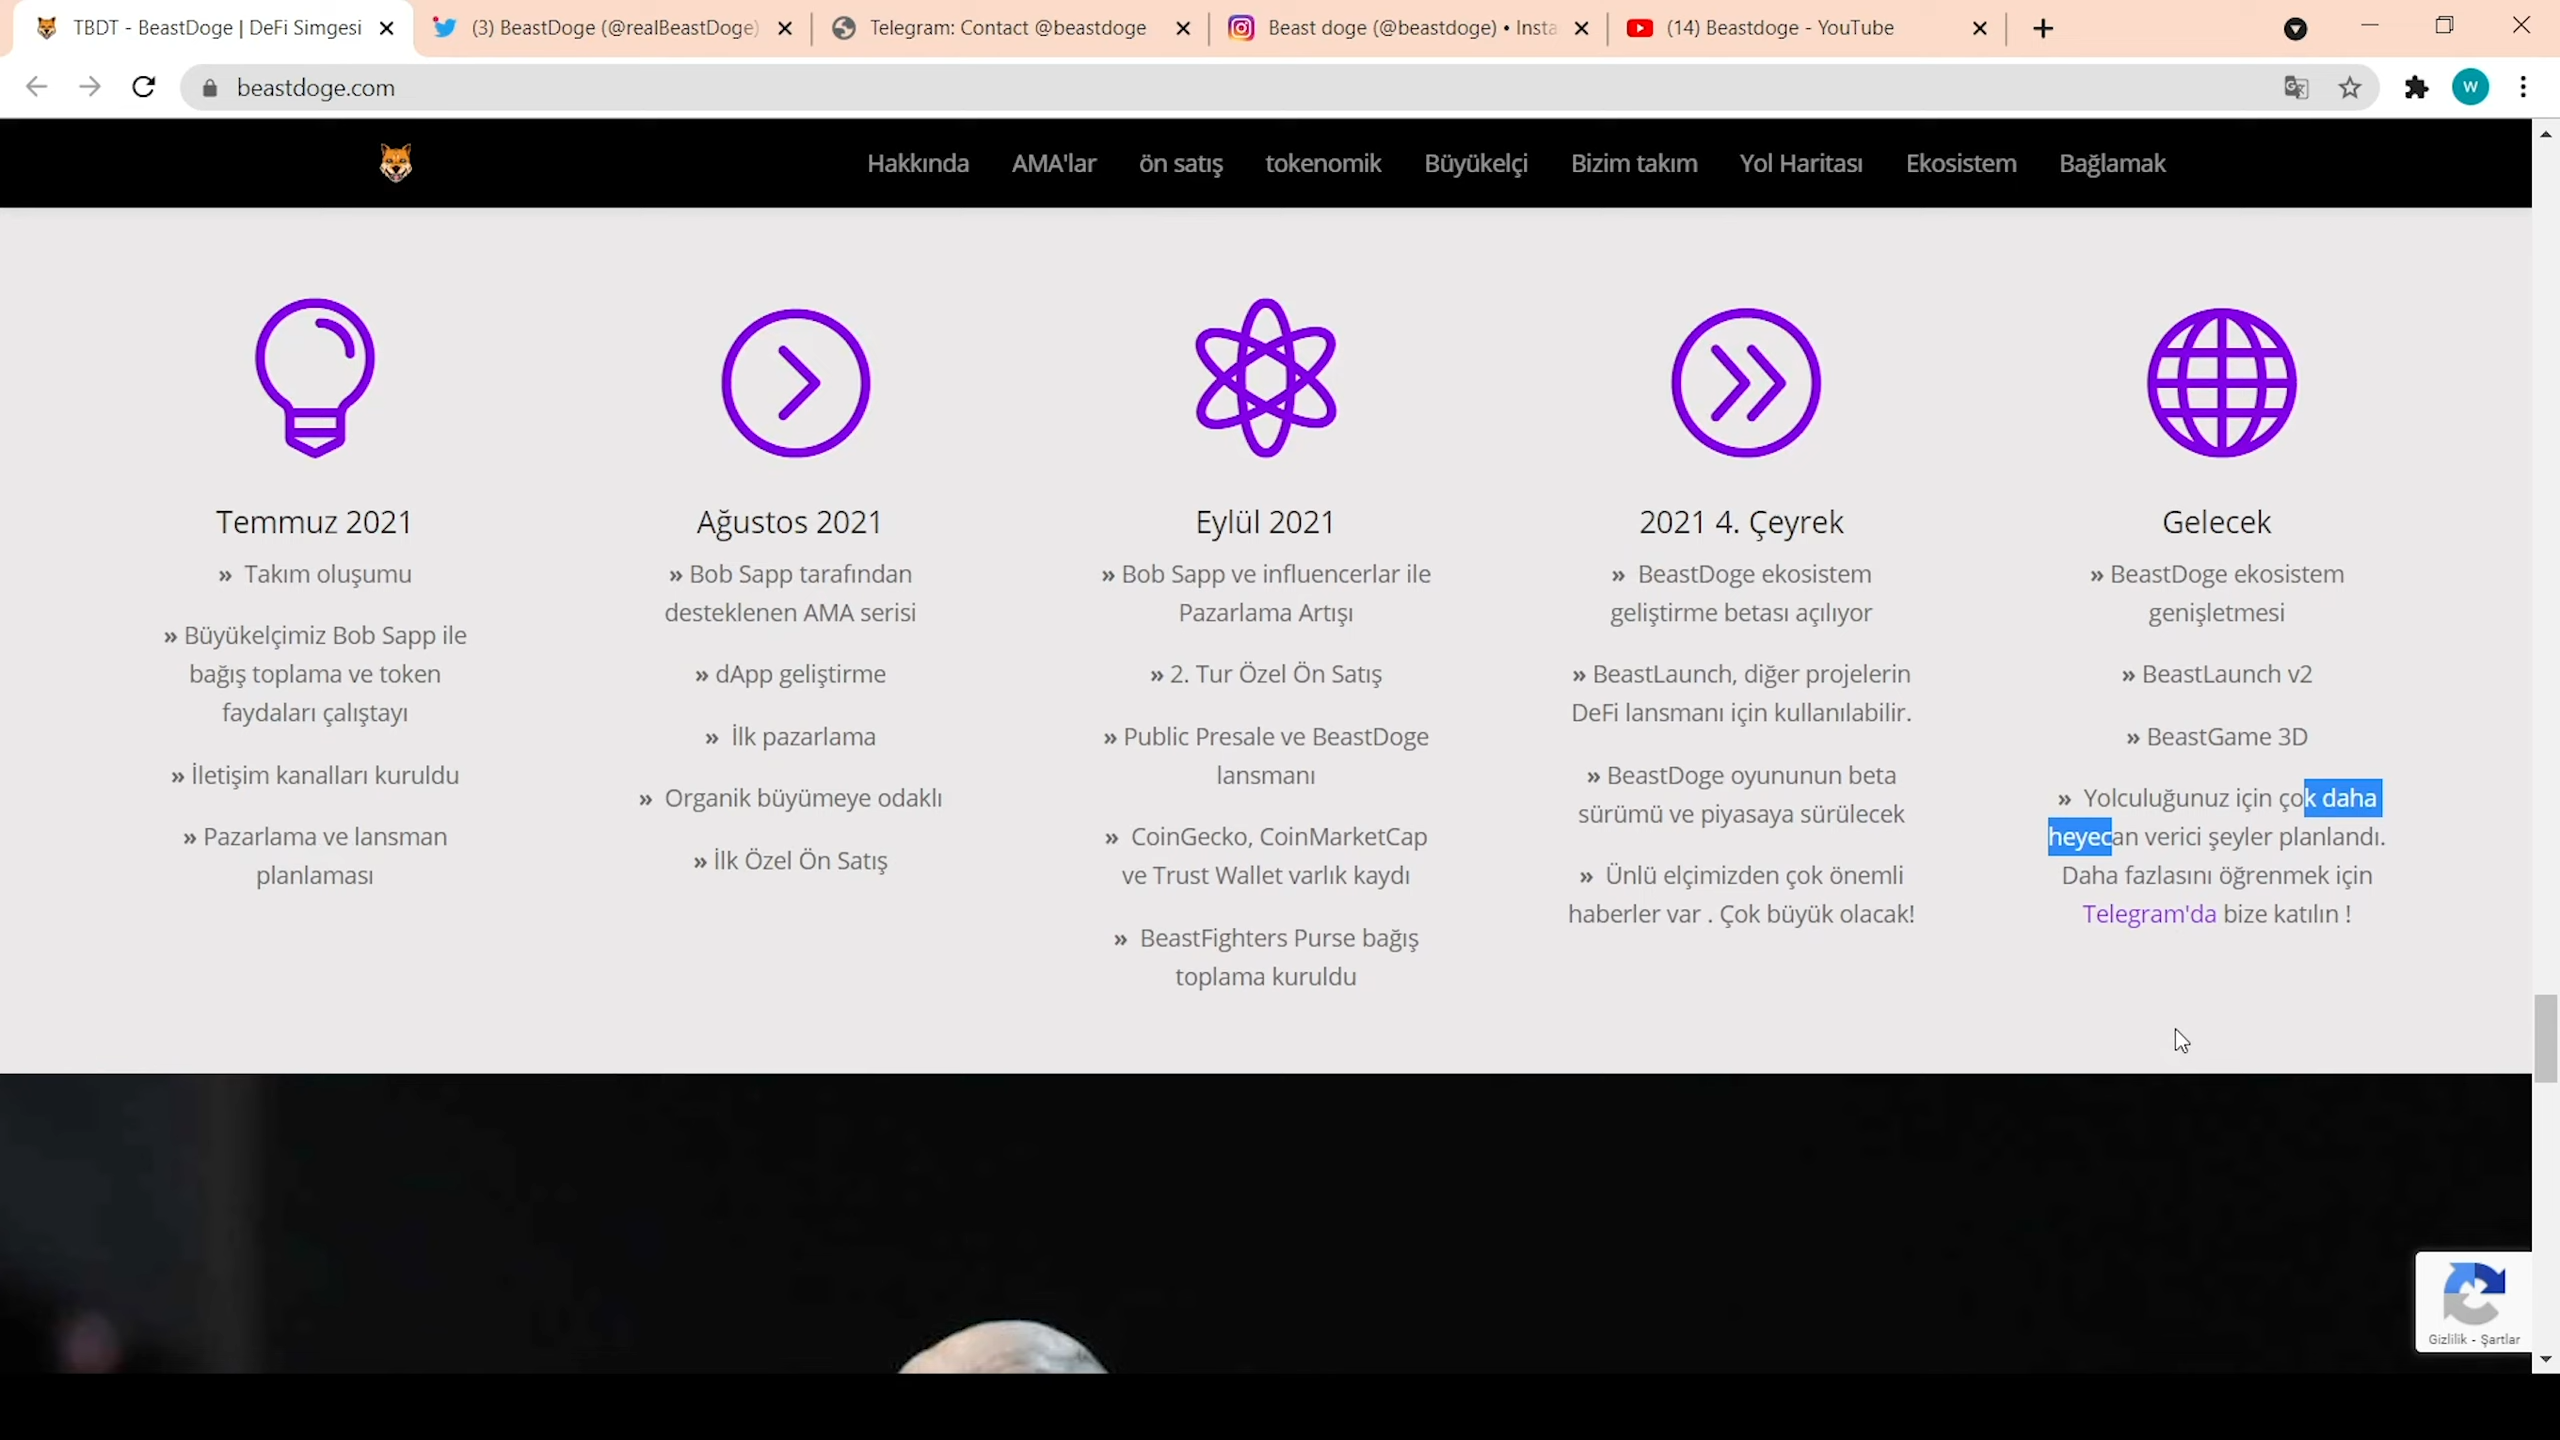 TBDT - BeastDoge | DeFi Simgesi
(3) BeastDoge (@realBeastDoge)
Telegram: Contact @beastdoge
Beast doge (@beastdoge) • Insta
(14) Beastdoge - YouTube
beastdoge.com
W
Hakkında
AMA'lar
ön satış
tokenomik
Büyükelçi
Bizim takım
Yol Haritası
Ekosistem
Bağlamak
Temmuz 2021
» Takım oluşumu
» Büyükelçimiz Bob Sapp ile
bağış toplama ve token
faydaları çalıştayı
» İletişim kanalları kuruldu
» Pazarlama ve lansman
planlaması
Ağustos 2021
» Bob Sapp tarafından
desteklenen AMA serisi
» dApp geliştirme
» İlk pazarlama
» Organik büyümeye odaklı
» İlk Özel Ön Satış
Eylül 2021
» Bob Sapp ve influencerlar ile
Pazarlama Artışı
» 2. Tur Özel Ön Satış
» Public Presale ve BeastDoge
lansmanı
» CoinGecko, CoinMarketCap
ve Trust Wallet varlık kaydı
» BeastFighters Purse bağış
toplama kuruldu
2021 4. Çeyrek
» BeastDoge ekosistem
geliştirme betası açılıyor
» BeastLaunch, diğer projelerin
DeFi lansmanı için kullanılabilir.
» BeastDoge oyununun beta
sürümü ve piyasaya sürülecek
» Ünlü elçimizden çok önemli
haberler var . Çok büyük olacak!
Gelecek
» BeastDoge ekosistem
genişletmesi
» BeastLaunch v2
» BeastGame 3D
» Yolculuğunuz için çok daha
heyecan verici şeyler planlandı.
Daha fazlasını öğrenmek için
Telegram'da bize katılın !
Gizlilik - Şartlar